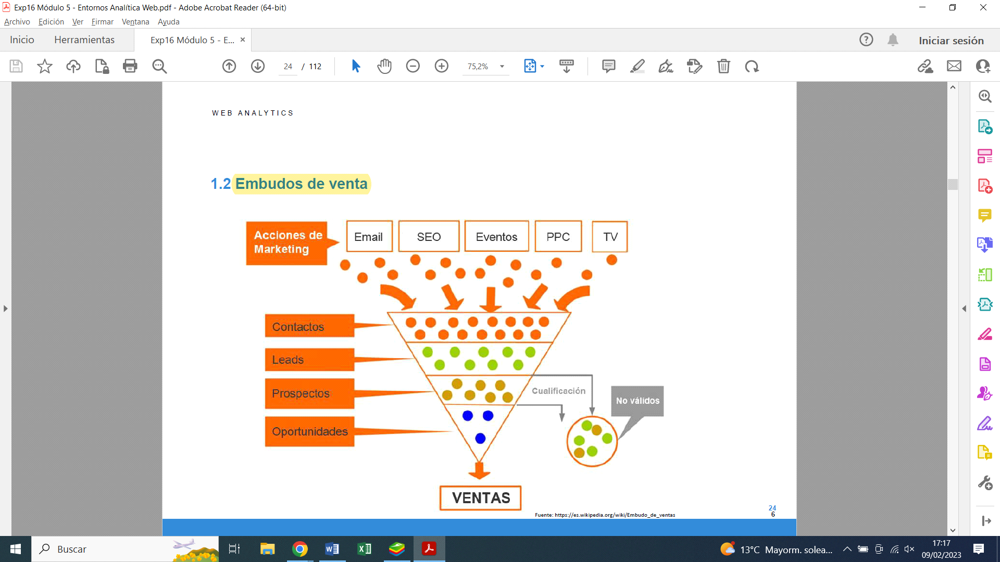 Exp16 Módulo 5 - Entornos Analítica Web.pdf - Adobe Acrobat Reader (64-bit)
Archivo Edición Ver Firmar Ventana Ayuda
Inicio Herramientas Exp16 Módulo 5 - E... Iniciar sesión
24 / 112 75,2%
WEB ANALYTICS
1.2 Embudos de venta
Acciones de
Marketing
Email SEO Eventos PPC TV
Contactos
Leads
Prospectos
Cualificación
No válidos
Oportunidades
VENTAS
24
6
Fuente: https://es.wikipedia.org/wiki/Embudo_de_ventas
Buscar
13°C Mayorm. solea...
17:17
09/02/2023